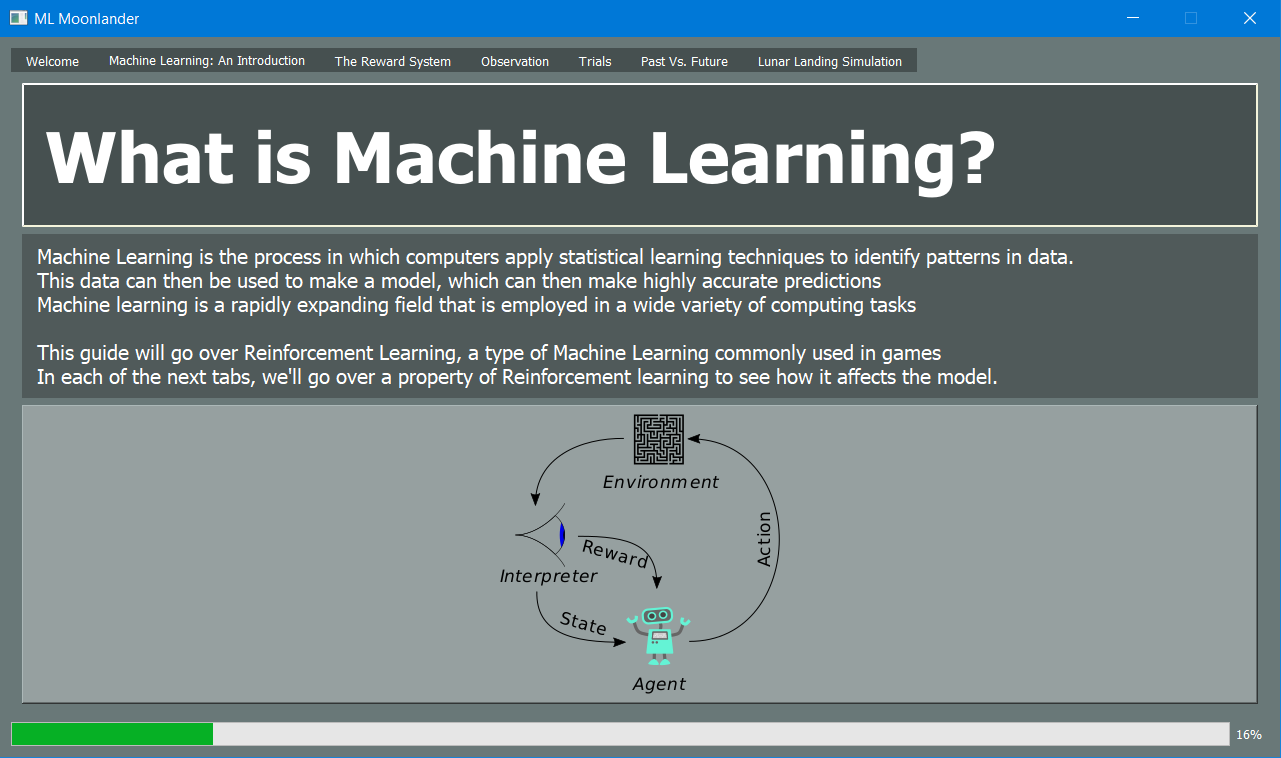 ML Moonlander
Welcome
Machine Learning: An Introduction
The Reward System
Observation
Trials
Past Vs. Future
Lunar Landing Simulation
What is Machine Learning?
Machine Learning is the process in which computers apply statistical learning techniques to identify patterns in data.
This data can then be used to make a model, which can then make highly accurate predictions
Machine learning is a rapidly expanding field that is employed in a wide variety of computing tasks
This guide will go over Reinforcement Learning, a type of Machine Learning commonly used in games
In each of the next tabs, we'll go over a property of Reinforcement learning to see how it affects the model.
Environment
Reward
Action
Interpreter
State
Agent
16%